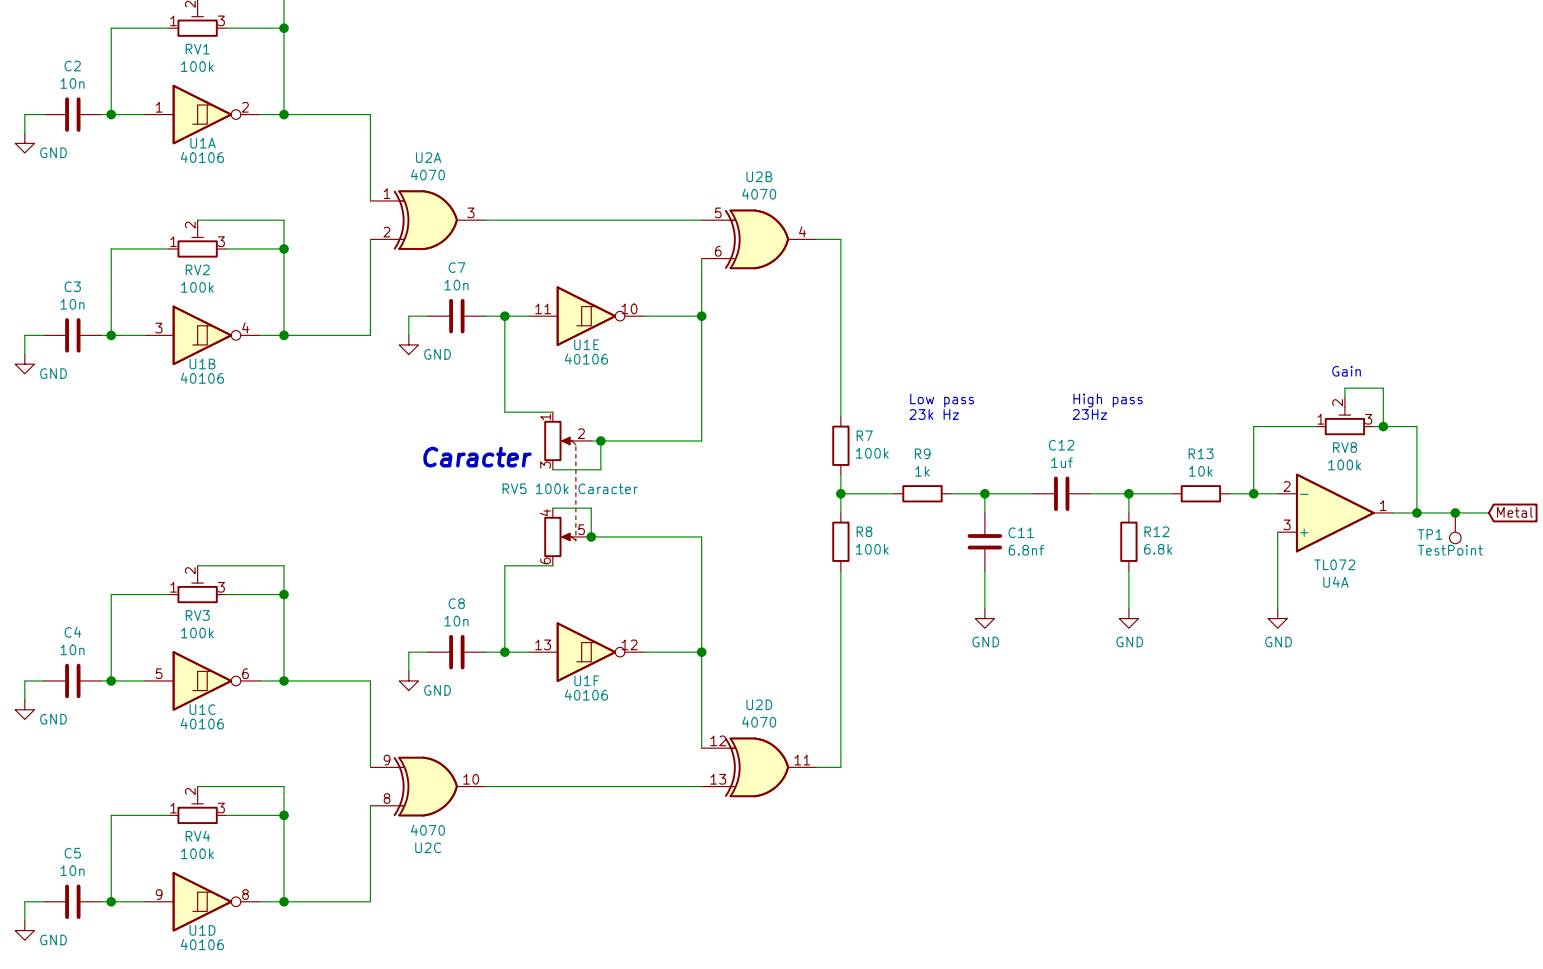 2
1 3
RV1
100k
C2
10n
1 2
U1A
40106
GND
2
1 3
RV2
100k
C3
10n
3 4
U1B
40106
GND
U2A
4070
1
2
3
C7
10n
11 10
U1E
40106
GND
U2B
4070
5
6
4
1
2
3
Caracter
RV5 100k Caracter
4
5
6
C8
10n
13 12
U1F
40106
GND
2
1 3
RV3
100k
C4
10n
5 6
U1C
40106
GND
2
1 3
RV4
100k
C5
10n
9 8
U1D
40106
GND
9
8
10
4070
U2C
U2D
4070
12
13
11
R7
100k
R8
100k
Low pass
23k Hz
R9
1k
C11
6.8nf
GND
High pass
23Hz
C12
1uf
R12
6.8k
GND
R13
10k
Gain
2
1 3
RV8
100k
2
3
1
- 
+
TL072
U4A
GND
TP1
TestPoint
Metal